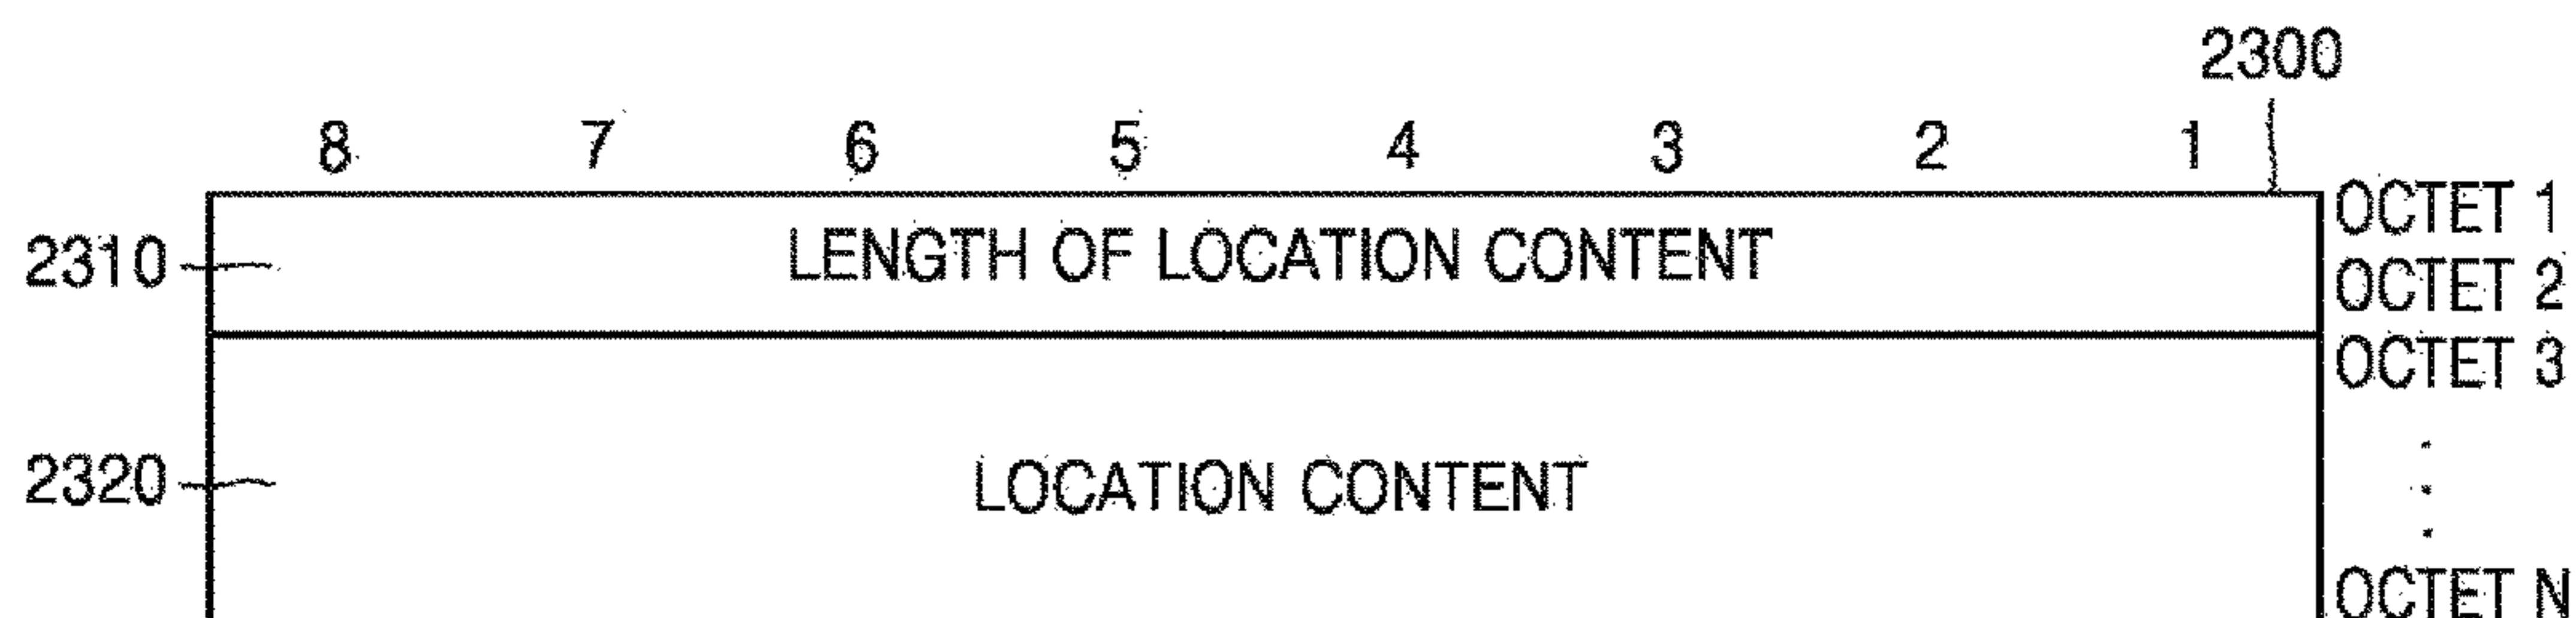 2300
8 7 6 5 4 3 2 1
OCTET 1
2310 LENGTH OF LOCATION CONTENT
OCTET 2
OCTET 3
2320 LOCATION CONTENT
OCTET N